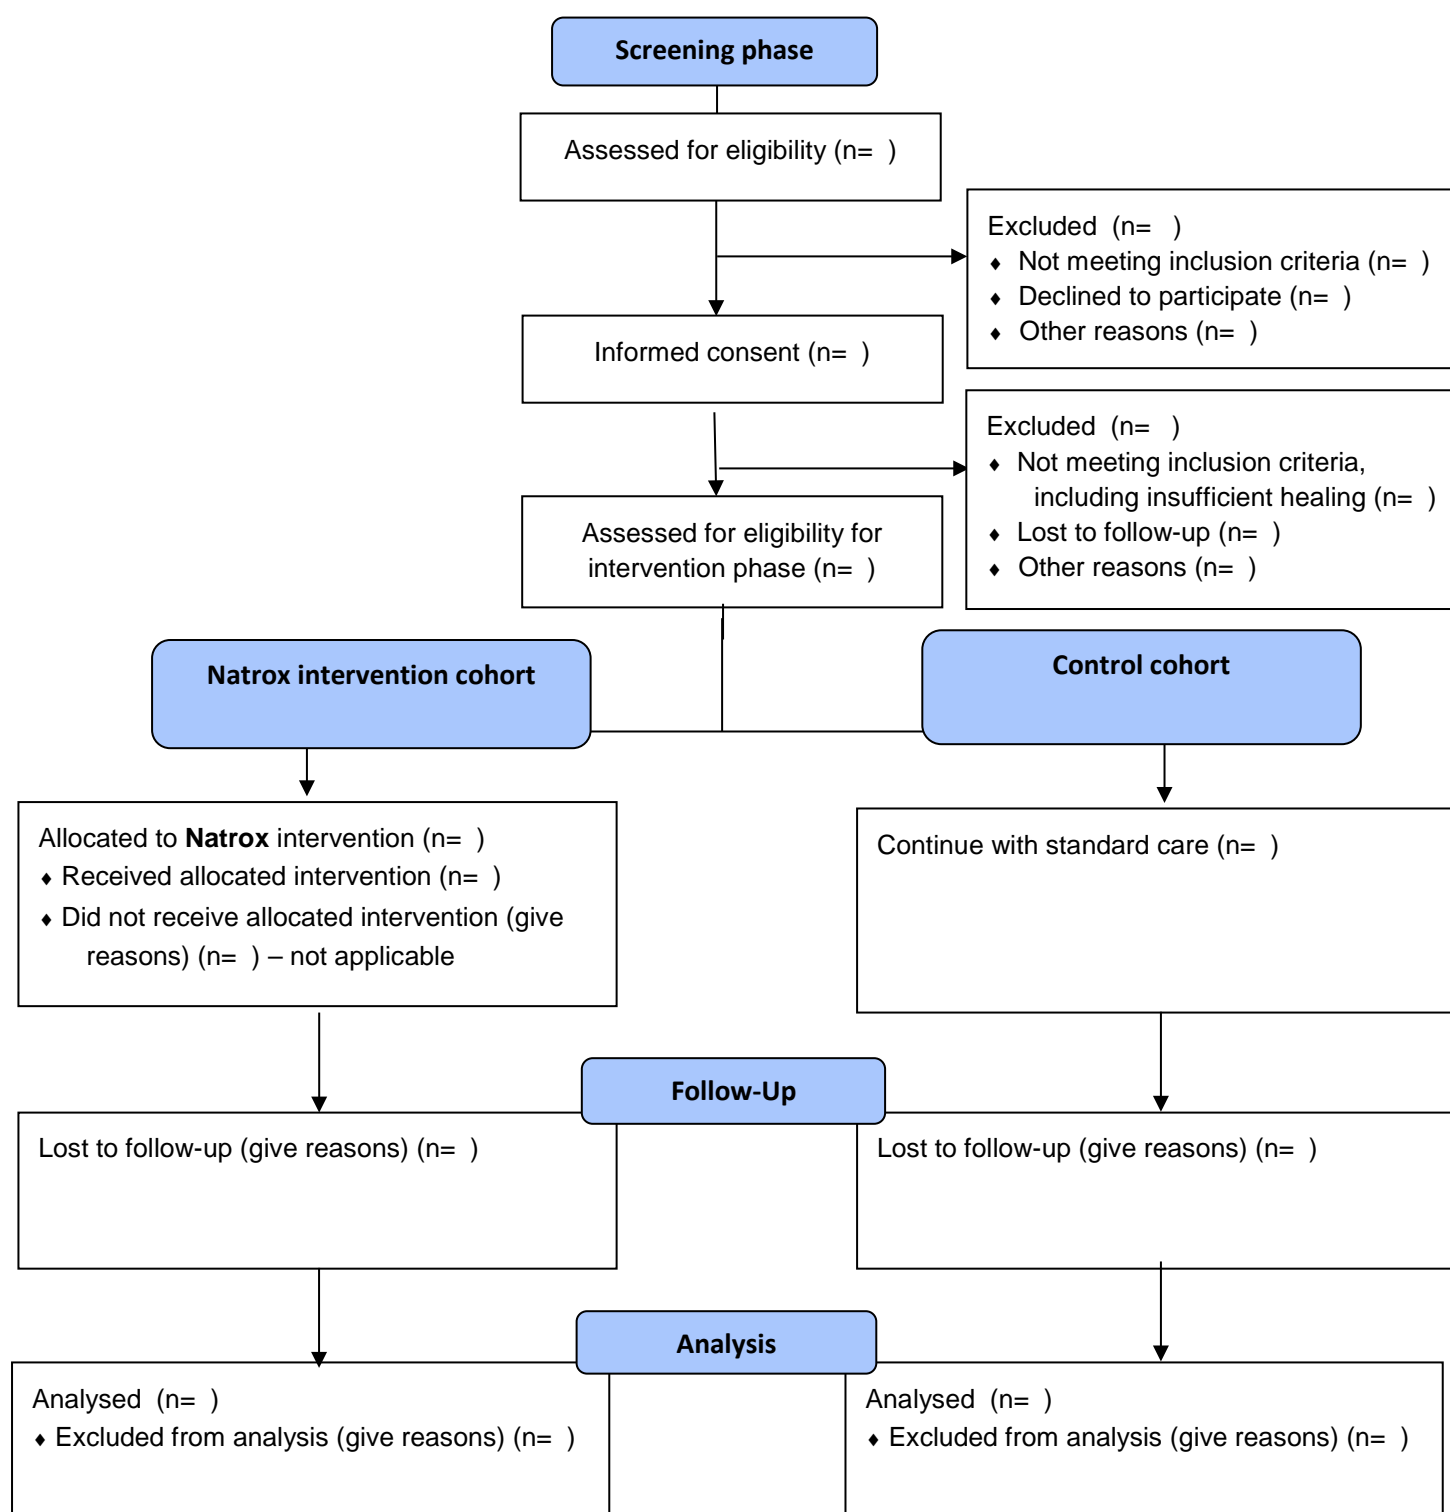 Screening phase
Assessed for eligibility (n=  )
Excluded  (n=   )
♦ Not meeting inclusion criteria (n=  )
♦ Declined to participate (n=  )
♦ Other reasons (n=  )
Informed consent (n=  )
Excluded  (n=   )
♦ Not meeting inclusion criteria,
including insufficient healing (n=  )
♦ Lost to follow-up (n=  )
♦ Other reasons (n=  )
Assessed for eligibility for
intervention phase (n=  )
Natrox intervention cohort
Control cohort
Allocated to Natrox intervention (n=  )
♦ Received allocated intervention (n=  )
♦ Did not receive allocated intervention (give
reasons) (n=  ) – not applicable
Continue with standard care (n=  )
Follow-Up
Lost to follow-up (give reasons) (n=  )
Lost to follow-up (give reasons) (n=  )
Analysis
Analysed  (n=  )
♦ Excluded from analysis (give reasons) (n=  )
Analysed  (n=  )
♦ Excluded from analysis (give reasons) (n=  )